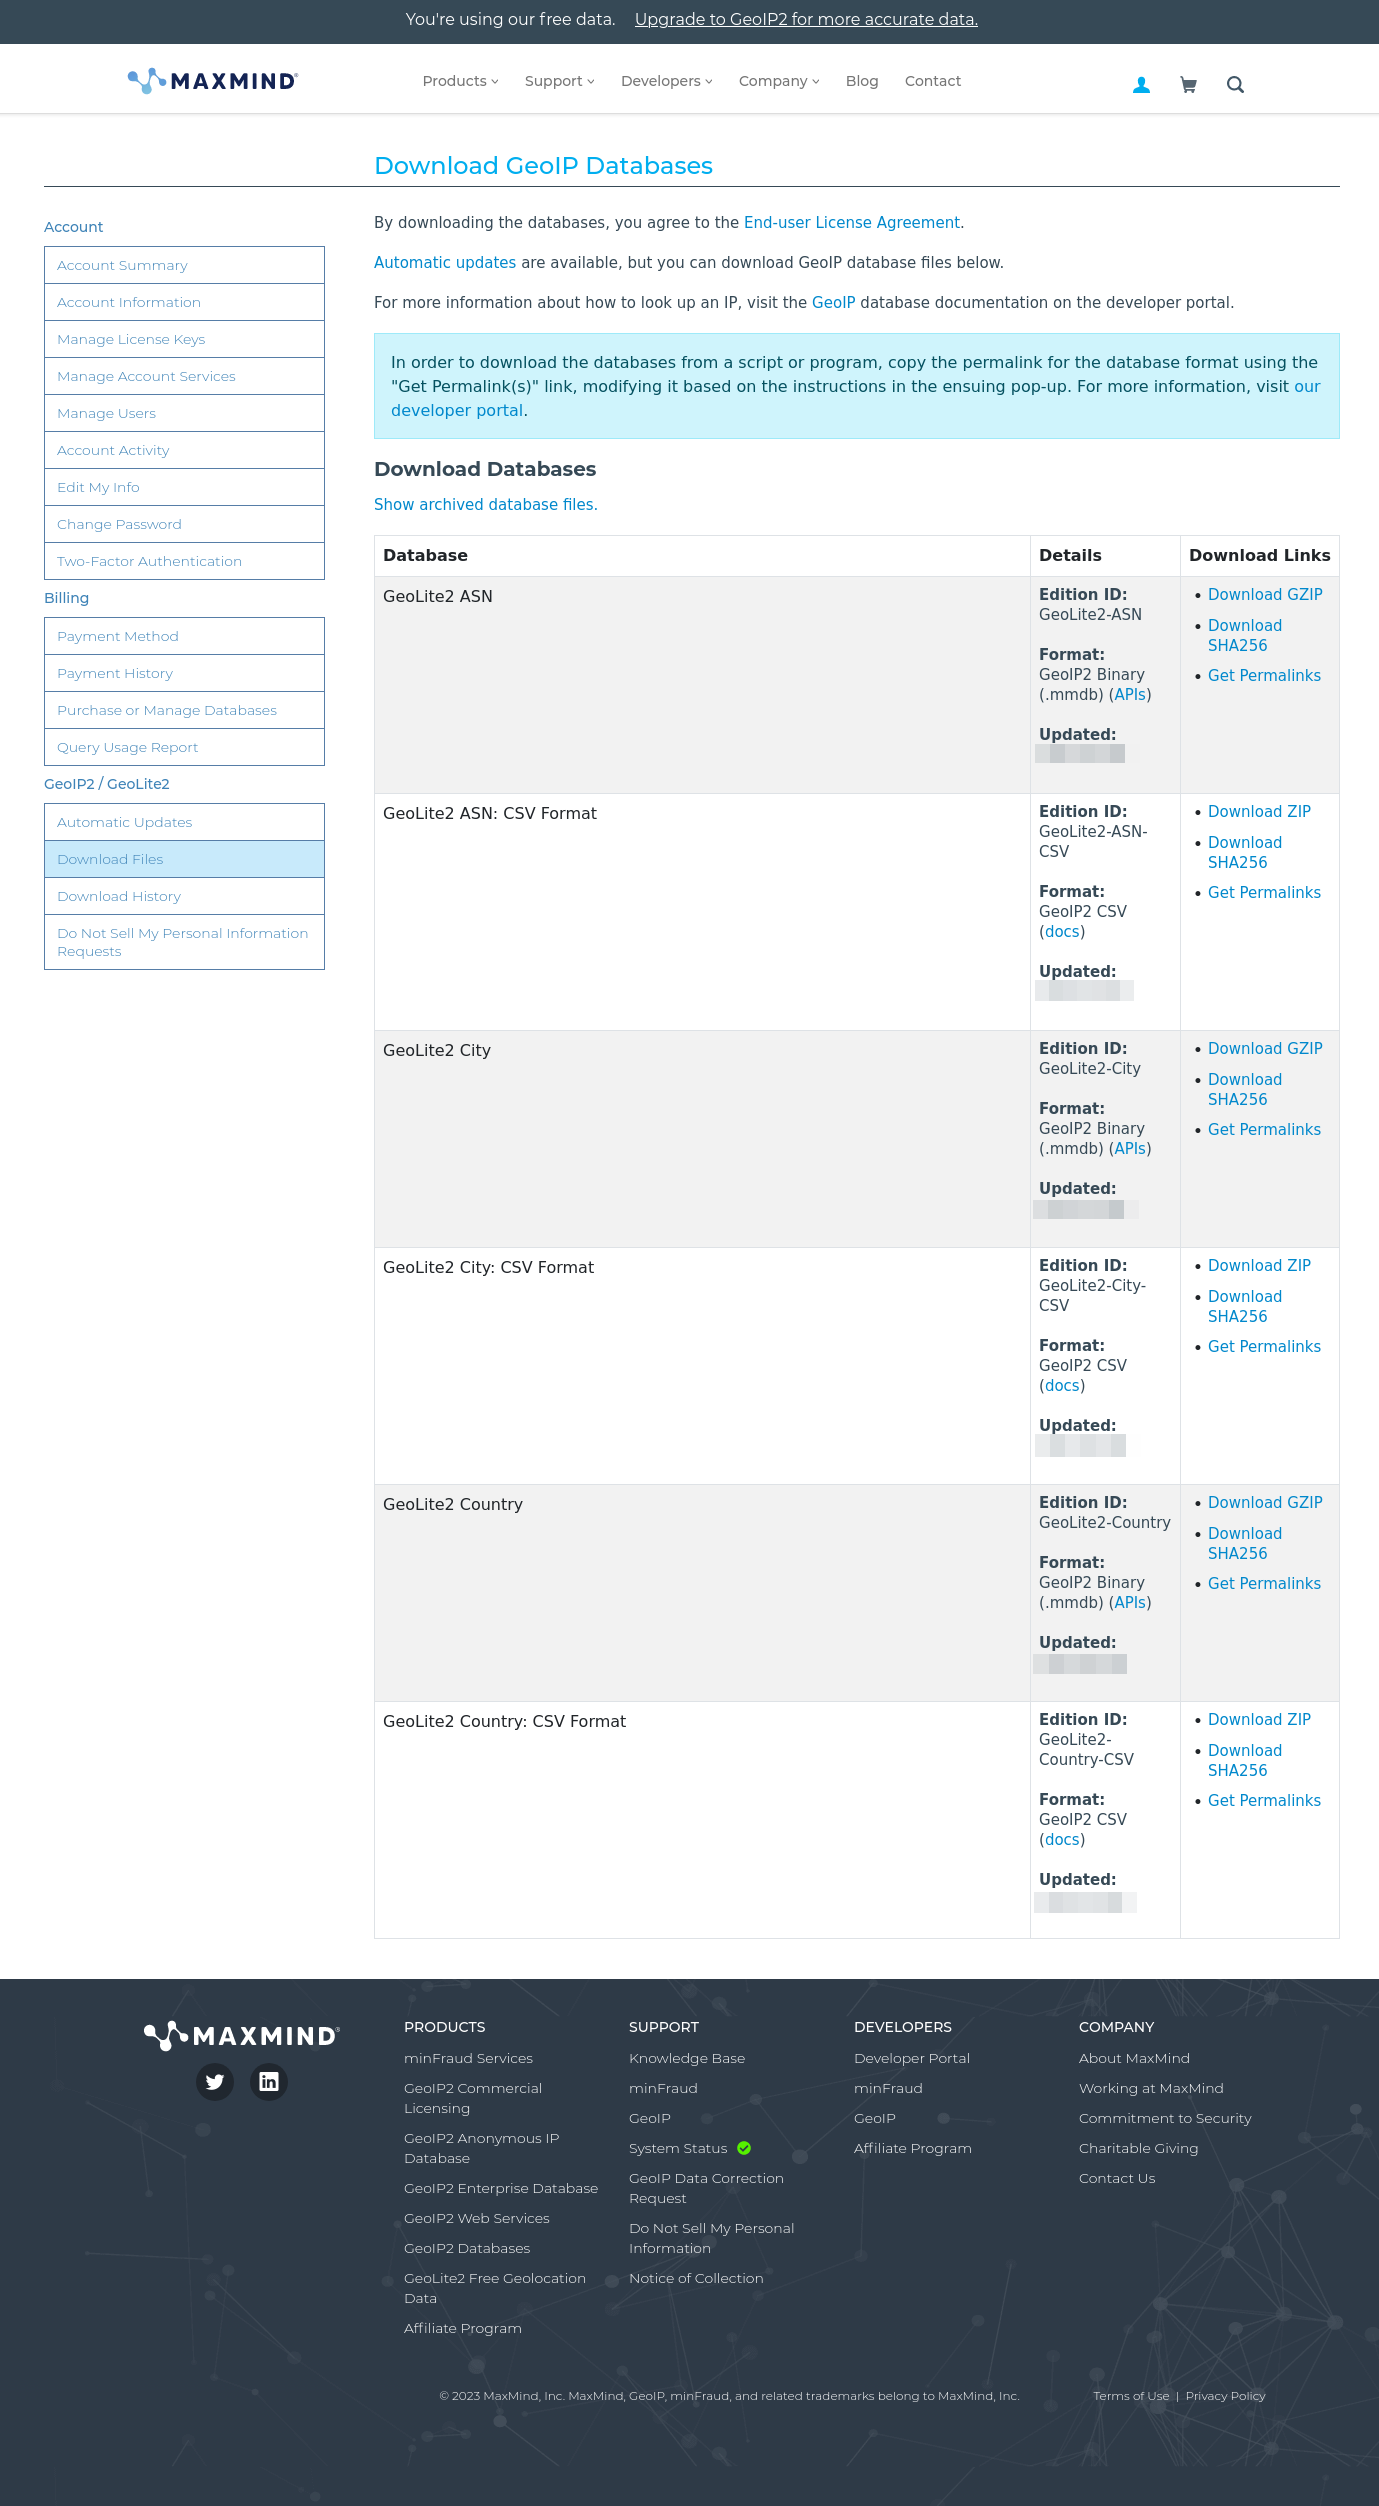 You're using our free data. Upgrade to GeoIP2 for more accurate data.
MAXMIND®
Products Support Developers Company Blog Contact
Download GeoIP Databases
Account
Account Summary
Account Information
Manage License Keys
Manage Account Services
Manage Users
Account Activity
Edit My Info
Change Password
Two-Factor Authentication
Billing
Payment Method
Payment History
Purchase or Manage Databases
Query Usage Report
GeoIP2 / GeoLite2
Automatic Updates
Download Files
Download History
Do Not Sell My Personal Information
Requests
By downloading the databases, you agree to the End-user License Agreement.
Automatic updates are available, but you can download GeoIP database files below.
For more information about how to look up an IP, visit the GeoIP database documentation on the developer portal.
In order to download the databases from a script or program, copy the permalink for the database format using the
"Get Permalink(s)" link, modifying it based on the instructions in the ensuing pop-up. For more information, visit our
developer portal.
Download Databases
Show archived database files.
Database Details Download Links
GeoLite2 ASN
Edition ID:
GeoLite2-ASN
Format:
GeoIP2 Binary
(.mmdb) (APIs)
Updated:
• Download GZIP
• Download
SHA256
• Get Permalinks
GeoLite2 ASN: CSV Format
Edition ID:
GeoLite2-ASN-
CSV
Format:
GeoIP2 CSV
(docs)
Updated:
• Download ZIP
• Download
SHA256
• Get Permalinks
GeoLite2 City
Edition ID:
GeoLite2-City
Format:
GeoIP2 Binary
(.mmdb) (APIs)
Updated:
• Download GZIP
• Download
SHA256
• Get Permalinks
GeoLite2 City: CSV Format
Edition ID:
GeoLite2-City-
CSV
Format:
GeoIP2 CSV
(docs)
Updated:
• Download ZIP
• Download
SHA256
• Get Permalinks
GeoLite2 Country
Edition ID:
GeoLite2-Country
Format:
GeoIP2 Binary
(.mmdb) (APIs)
Updated:
• Download GZIP
• Download
SHA256
• Get Permalinks
GeoLite2 Country: CSV Format
Edition ID:
GeoLite2-
Country-CSV
Format:
GeoIP2 CSV
(docs)
Updated:
• Download ZIP
• Download
SHA256
• Get Permalinks
MAXMIND®
PRODUCTS
minFraud Services
GeoIP2 Commercial
Licensing
GeoIP2 Anonymous IP
Database
GeoIP2 Enterprise Database
GeoIP2 Web Services
GeoIP2 Databases
GeoLite2 Free Geolocation
Data
Affiliate Program
SUPPORT
Knowledge Base
minFraud
GeoIP
System Status
GeoIP Data Correction
Request
Do Not Sell My Personal
Information
Notice of Collection
DEVELOPERS
Developer Portal
minFraud
GeoIP
Affiliate Program
COMPANY
About MaxMind
Working at MaxMind
Commitment to Security
Charitable Giving
Contact Us
© 2023 MaxMind, Inc. MaxMind, GeoIP, minFraud, and related trademarks belong to MaxMind, Inc.
Terms of Use | Privacy Policy